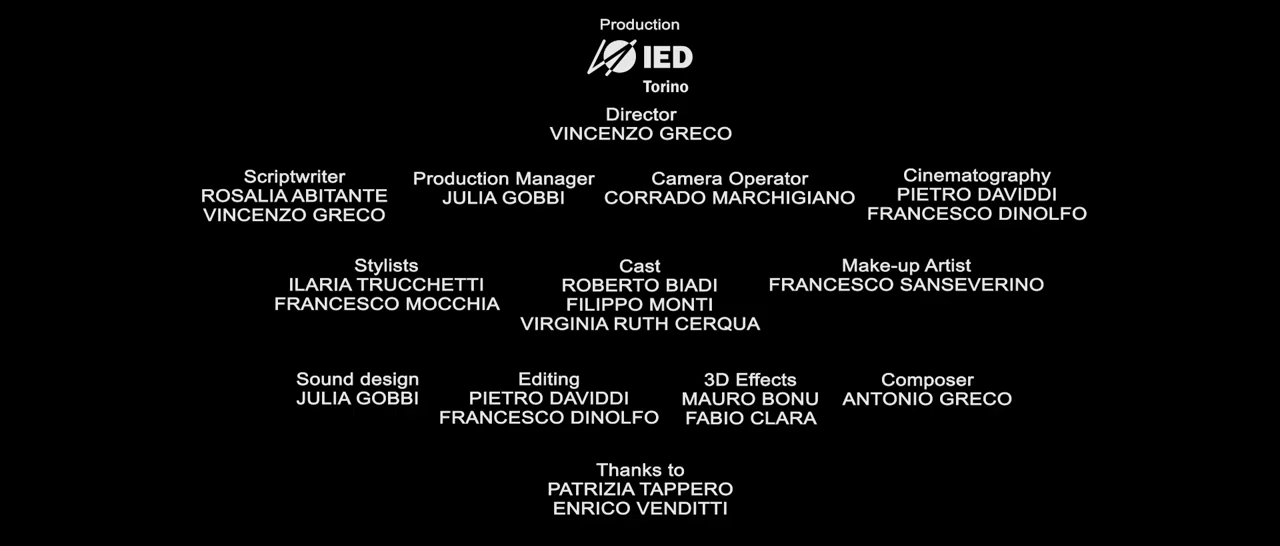 Production
IED
Torino
Director
VINCENZO GRECO
Scriptwriter
ROSALIA ABITANTE
VINCENZO GRECO
Production Manager
JULIA GOBBI
Camera Operator
CORRADO MARCHIGIANO
Cinematography
PIETRO DAVIDDI
FRANCESCO DINOLFO
Stylists
ILARIA TRUCCHETTI
FRANCESCO MOCCHIA
Cast
ROBERTO BIADI
FILIPPO MONTI
VIRGINIA RUTH CERQUA
Make-up Artist
FRANCESCO SANSEVERINO
Sound design
JULIA GOBBI
Editing
PIETRO DAVIDDI
FRANCESCO DINOLFO
3D Effects
MAURO BONU
FABIO CLARA
Composer
ANTONIO GRECO
Thanks to
PATRIZIA TAPPERO
ENRICO VENDITTI